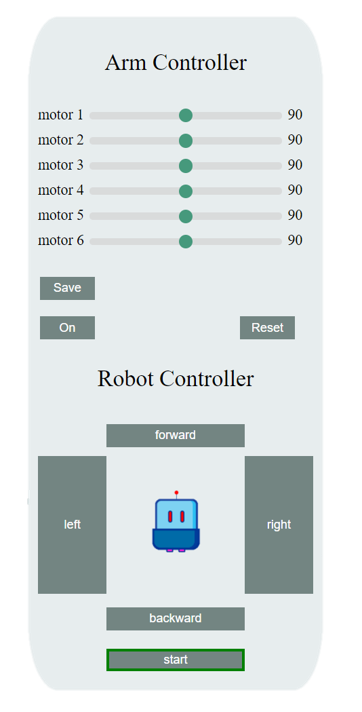 Arm Controller
motor 1 90
motor 2 90
motor 3 90
motor 4 90
motor 5 90
motor 6 90
Save
On Reset
Robot Controller
forward
left right
backward
start